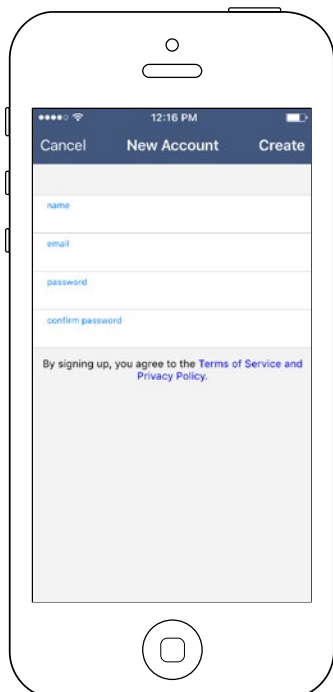 12:16 PM
Cancel New Account Create
name
email
password
confirm password
By signing up, you agree to the Terms of Service and
Privacy Policy.